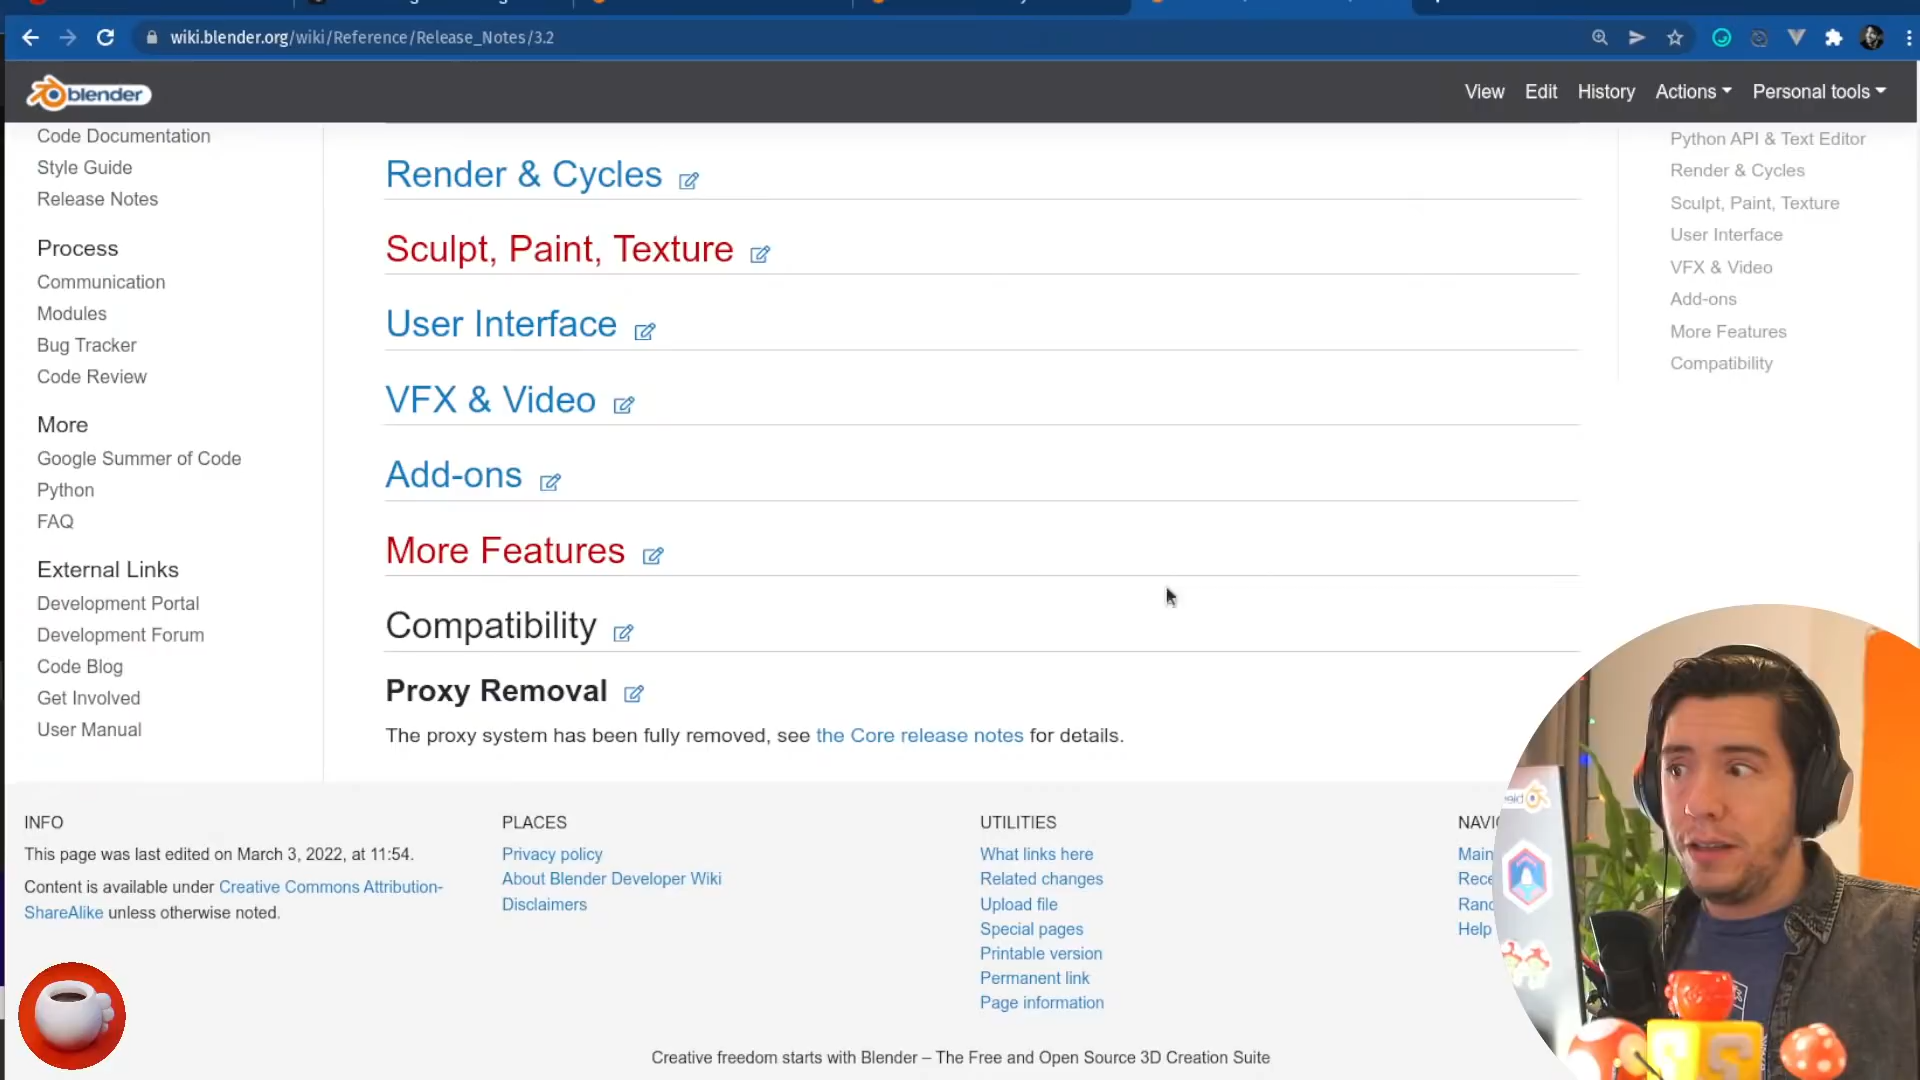 wiki.blender.org/wiki/Reference/Release_Notes/3.2
blender
View Edit History Actions Personal tools
Code Documentation
Style Guide
Release Notes
Process
Communication
Modules
Bug Tracker
Code Review
More
Google Summer of Code
Python
FAQ
External Links
Development Portal
Development Forum
Code Blog
Get Involved
User Manual
Render & Cycles
Sculpt, Paint, Texture
User Interface
VFX & Video
Add-ons
More Features
Compatibility
Proxy Removal
The proxy system has been fully removed, see the Core release notes for details.
Python API & Text Editor
Render & Cycles
Sculpt, Paint, Texture
User Interface
VFX & Video
Add-ons
More Features
Compatibility
INFO
This page was last edited on March 3, 2022, at 11:54.
Content is available under Creative Commons Attribution-
ShareAlike unless otherwise noted.
PLACES
Privacy policy
About Blender Developer Wiki
Disclaimers
UTILITIES
What links here
Related changes
Upload file
Special pages
Printable version
Permanent link
Page information
Main
Help
Creative freedom starts with Blender – The Free and Open Source 3D Creation Suite